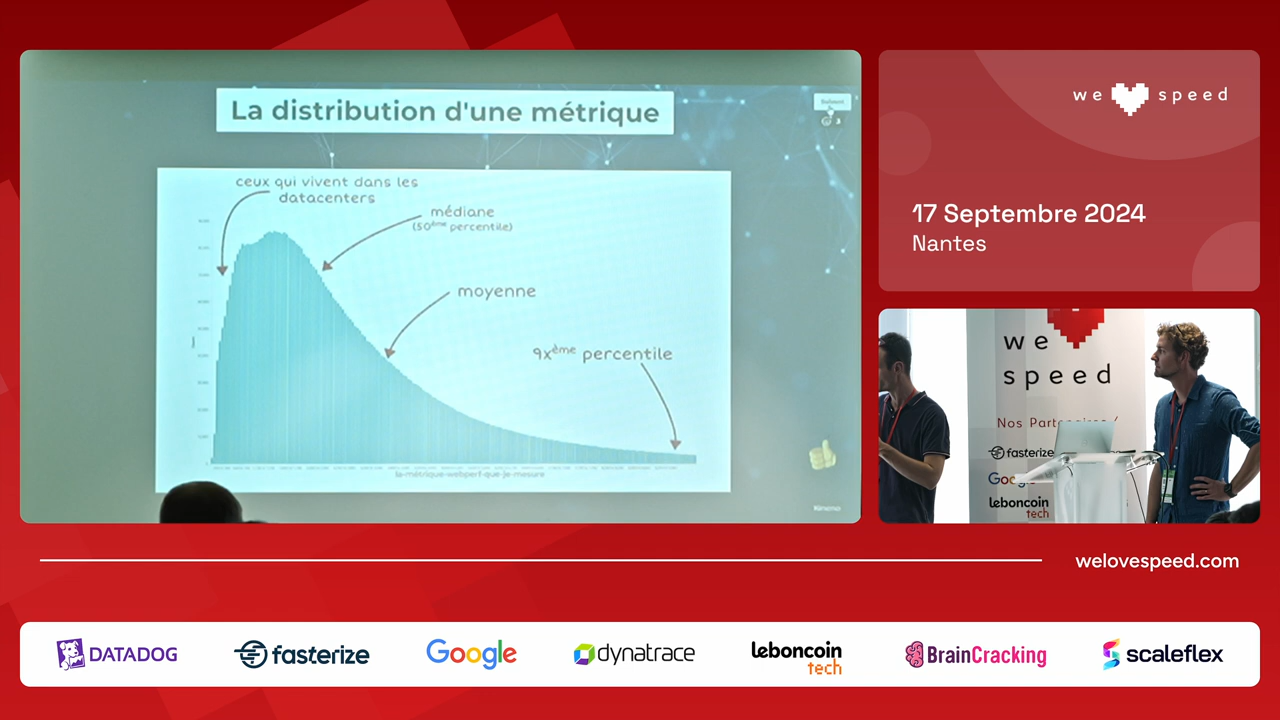 La distribution d'une métrique
ceux qui vivent dans les
datacenters
médiane
(50ème percentile)
moyenne
9xème percentile
la-métrique-webperf-que-je-mesure
we speed
17 Septembre 2024
Nantes
we
speed
Nos Partenaires
fasterize
Google
leboncoin
tech
welovespeed.com
DATADOG
fasterize
Google
dynatrace
leboncoin
tech
BrainCracking
scaleflex